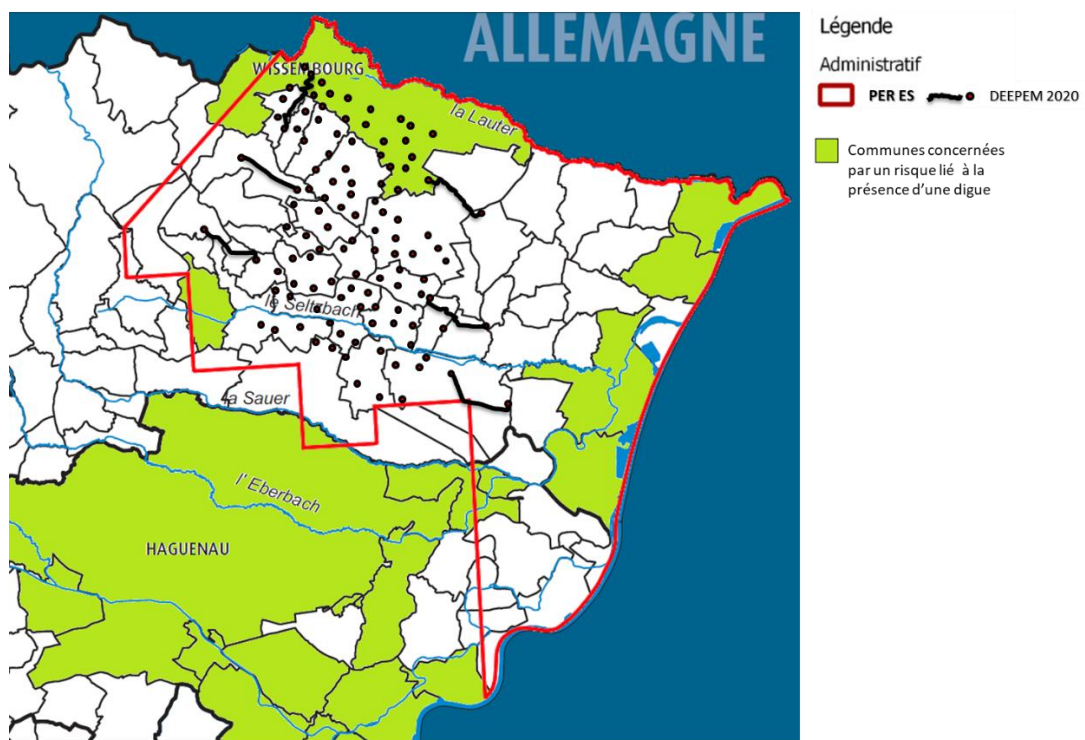 ALLEMAGNE
WISSEMBOURG
la Lauter
le Seltzbach
la Sauer
l' Eberbach
HAGUENAU
Légende
Administratif
PER ES
DEEPEM 2020
Communes concernées
par un risque lié à la
présence d'une digue